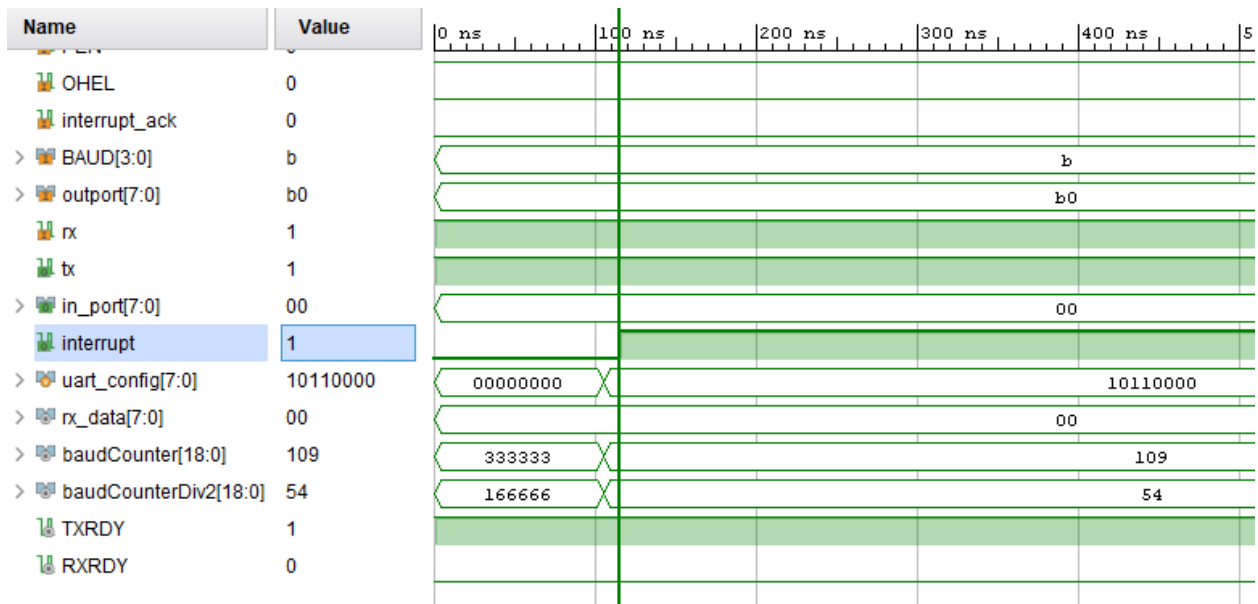 Name Value 0 ns 100 ns 200 ns 300 ns 400 ns 5
OHEL 0
interrupt_ack 0
BAUD[3:0] b b
outport[7:0] b0 b0
rx 1
tx 1
in_port[7:0] 00 00
interrupt 1
uart_config[7:0] 10110000 00000000 10110000
rx_data[7:0] 00 00
baudCounter[18:0] 109 333333 109
baudCounterDiv2[18:0] 54 166666 54
TXRDY 1
RXRDY 0